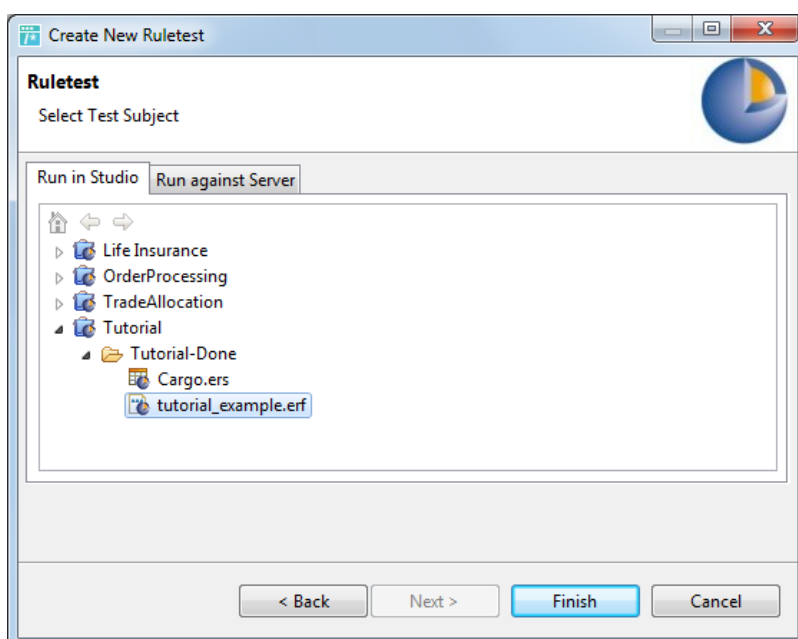 Create New Ruletest
Ruletest
Select Test Subject
Run in Studio Run against Server
Life Insurance
OrderProcessing
TradeAllocation
Tutorial
Tutorial-Done
Cargo.ers
tutorial_example.erf
< Back Next > Finish Cancel